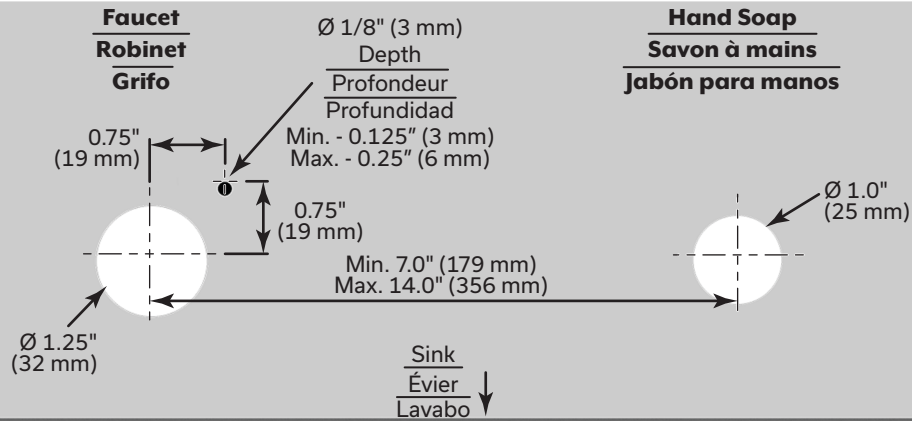 Faucet
Robinet
Grifo
Ø 1/8" (3 mm)
Depth
Profondeur
Profundidad
Min. - 0.125" (3 mm)
Max. - 0.25" (6 mm)
Hand Soap
Savon à mains
Jabón para manos
0.75"
(19 mm)
0.75"
(19 mm)
Ø 1.0"
(25 mm)
Min. 7.0" (179 mm)
Max. 14.0" (356 mm)
Ø 1.25"
(32 mm)
Sink
Évier
Lavabo